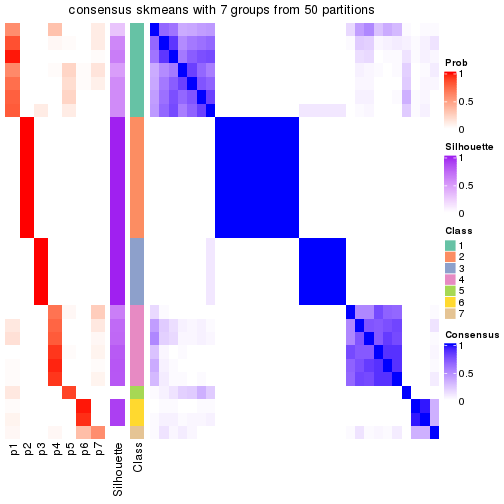 consensus skmeans with 7 groups from 50 partitions
Prob
1
0.5
0
Silhouette
1
0.5
0
Class
1
2
3
4
5
6
7
Consensus
1
0.5
0
p1
p2
p3
p4
p5
p6
p7
Silhouette
Class